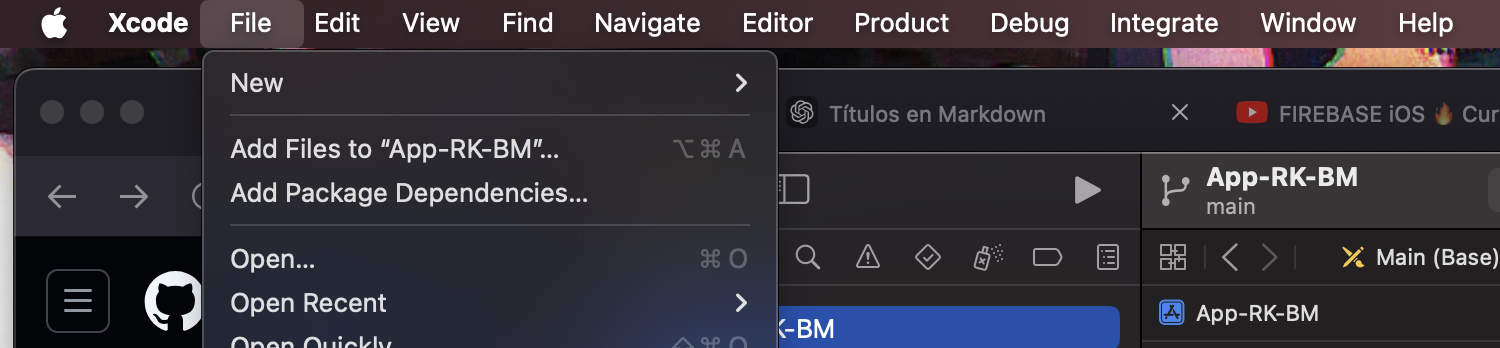 Xcode File Edit View Find Navigate Editor Product Debug Integrate Window Help
New
Títulos en Markdown
FIREBASE iOS 🔥 Cur
Add Files to “App-RK-BM”... ⌥⌘A
Add Package Dependencies...
App-RK-BM
main
Open... ⌘O
Main (Base)
Open Recent
App-RK-BM
K-BM
Open Quickly... ⇧⌘O